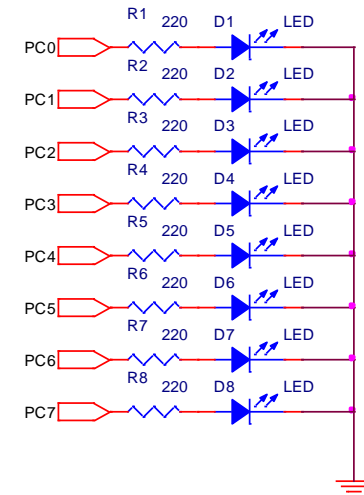 R1 220 D1 LED
PC0
R2 220 D2 LED
PC1
R3 220 D3 LED
PC2
R4 220 D4 LED
PC3
R5 220 D5 LED
PC4
R6 220 D6 LED
PC5
R7 220 D7 LED
PC6
R8 220 D8 LED
PC7